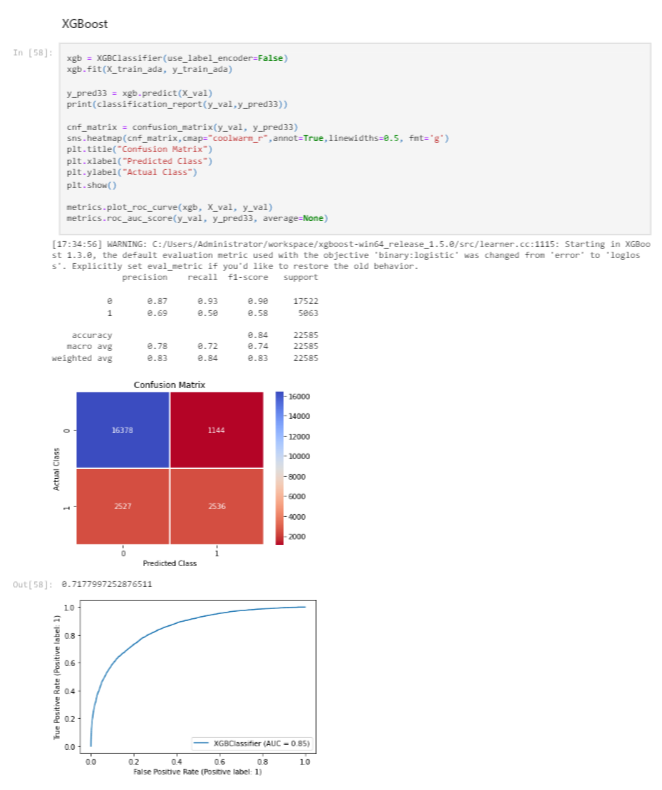 XGBoost
In [58]:
xgb = XGBClassifier(use_label_encoder=False)
xgb.fit(X_train_ada, y_train_ada)
y_pred33 = xgb.predict(X_val)
print(classification_report(y_val,y_pred33))
cnf_matrix = confusion_matrix(y_val, y_pred33)
sns.heatmap(cnf_matrix,cmap="coolwarm_r",annot=True,linewidths=0.5, fmt='g')
plt.title("Confusion Matrix")
plt.xlabel("Predicted Class")
plt.ylabel("Actual Class")
plt.show()
metrics.plot_roc_curve(xgb, X_val, y_val)
metrics.roc_auc_score(y_val, y_pred33, average=None)
[17:34:56] WARNING: C:/Users/Administrator/workspace/xgboost-win64_release_1.5.0/src/learner.cc:1115: Starting in XGBoo
st 1.3.0, the default evaluation metric used with the objective 'binary:logistic' was changed from 'error' to 'loglos
s'. Explicitly set eval_metric if you'd like to restore the old behavior.
precision recall f1-score support
0 0.87 0.93 0.90 17522
1 0.69 0.50 0.58 5063
accuracy 0.84 22585
macro avg 0.78 0.72 0.74 22585
weighted avg 0.83 0.84 0.83 22585
Confusion Matrix
Actual Class
0
1
16378 1144
2527 2536
16000
14000
12000
10000
8000
6000
4000
2000
0 1
Predicted Class
Out[58]: 0.7177997252876511
True Positive Rate (Positive label: 1)
1.0
0.8
0.6
0.4
0.2
0.0
XGBClassifier (AUC = 0.85)
0.0 0.2 0.4 0.6 0.8 1.0
False Positive Rate (Positive label: 1)